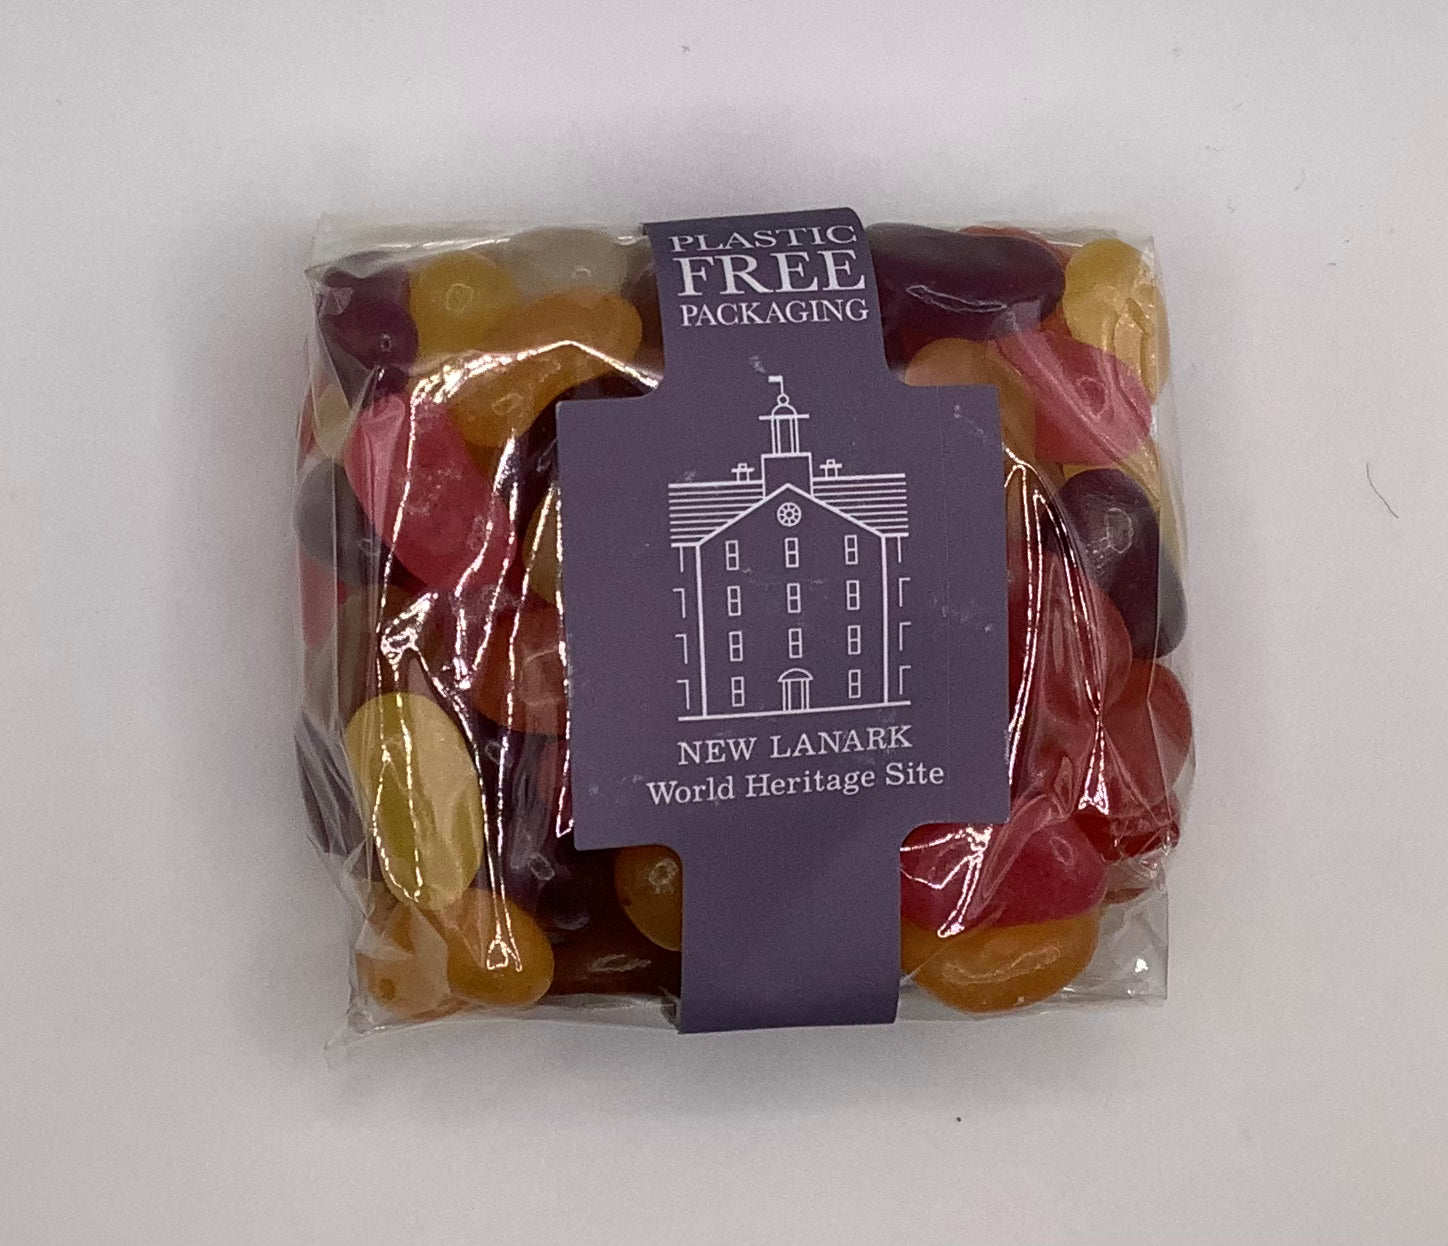 PLASTIC
FREE
PACKAGING
NEW LANARK
World Heritage Site